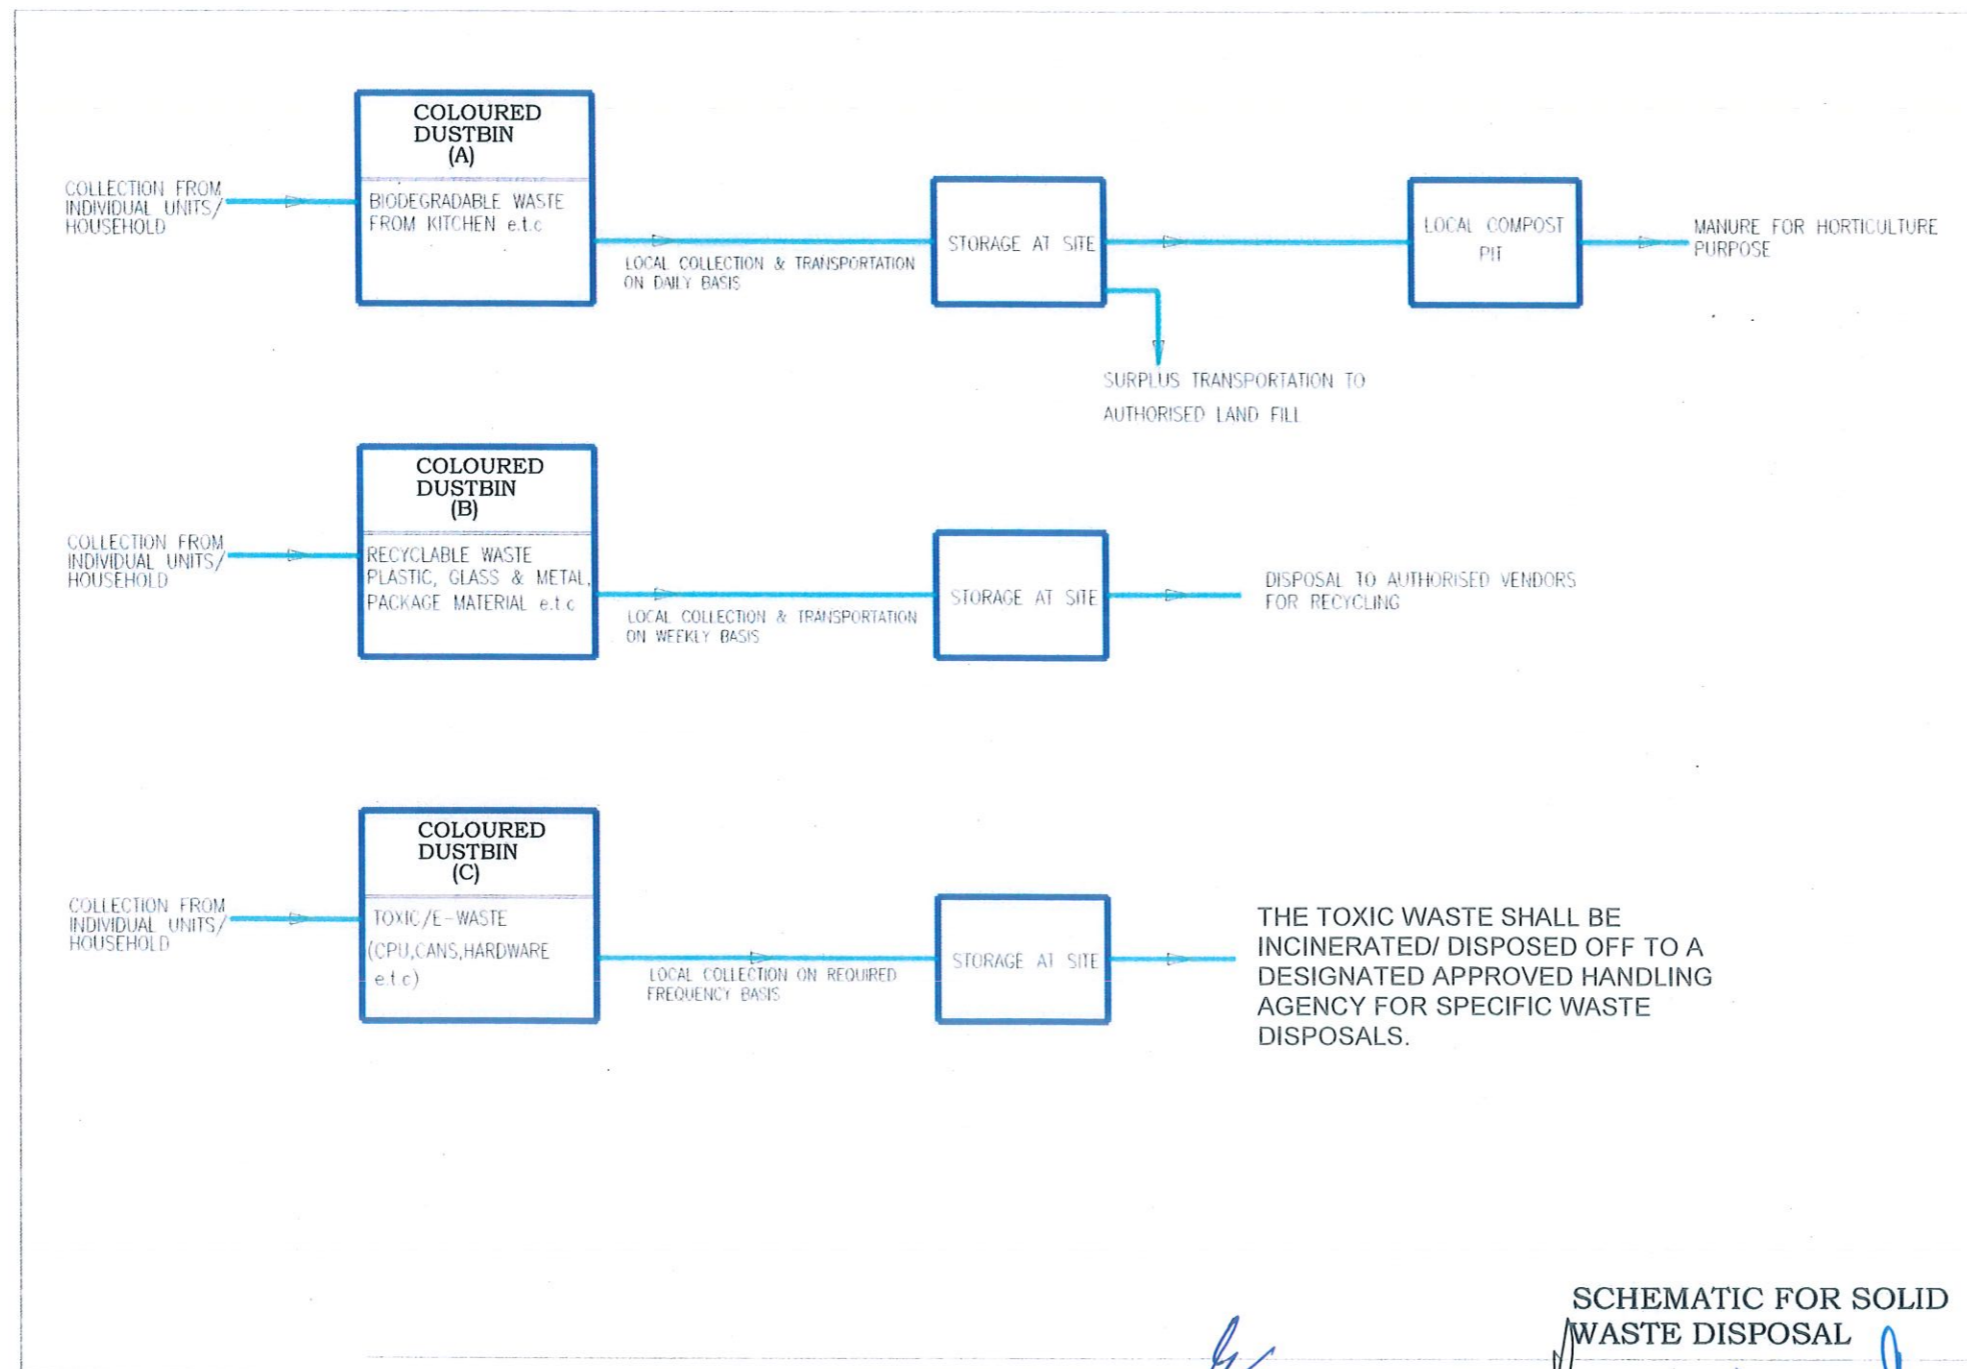 COLOURED
DUSTBIN
(A)
COLLECTION FROM
INDIVIDUAL UNITS/
HOUSEHOLD
BIODEGRADABLE WASTE
FROM KITCHEN e.t.c
LOCAL COLLECTION & TRANSPORTATION
ON DAILY BASIS
STORAGE AT SITE
LOCAL COMPOST
PIT
MANURE FOR HORTICULTURE
PURPOSE
SURPLUS TRANSPORTATION TO
AUTHORISED LAND FILL
COLOURED
DUSTBIN
(B)
COLLECTION FROM
INDIVIDUAL UNITS/
HOUSEHOLD
RECYCLABLE WASTE
PLASTIC, GLASS & METAL,
PACKAGE MATERIAL e.t.c
LOCAL COLLECTION & TRANSPORTATION
ON WEEKLY BASIS
STORAGE AT SITE
DISPOSAL TO AUTHORISED VENDORS
FOR RECYCLING
COLOURED
DUSTBIN
(C)
COLLECTION FROM
INDIVIDUAL UNITS/
HOUSEHOLD
TOXIC/E-WASTE
(CPU,CANS,HARDWARE
e.t.c)
LOCAL COLLECTION ON REQUIRED
FREQUENCY BASIS
STORAGE AT SITE
THE TOXIC WASTE SHALL BE
INCINERATED/ DISPOSED OFF TO A
DESIGNATED APPROVED HANDLING
AGENCY FOR SPECIFIC WASTE
DISPOSALS.
SCHEMATIC FOR SOLID
WASTE DISPOSAL